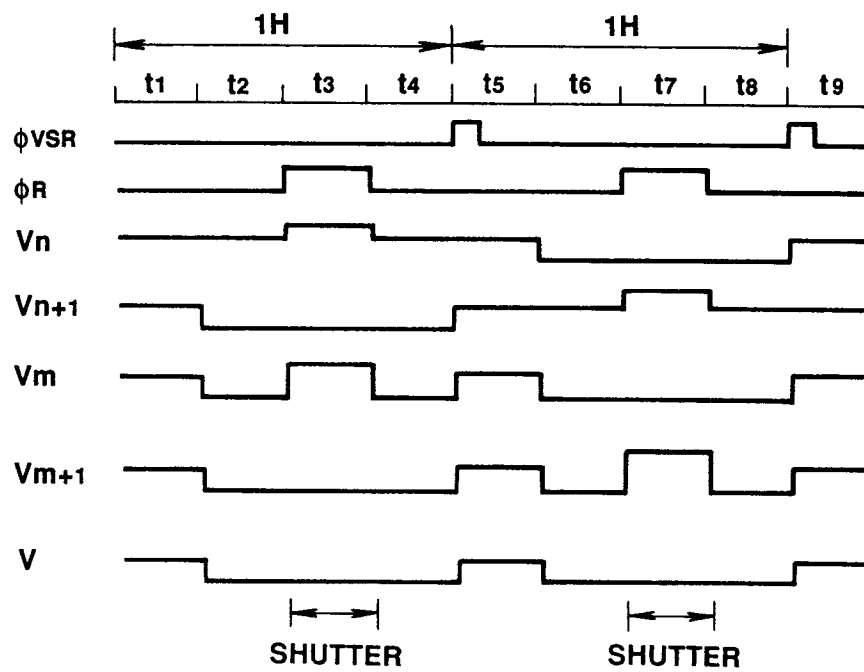 1H 1H
t1 t2 t3 t4 t5 t6 t7 t8 t9
ϕVSR
ϕR
Vn
Vn+1
Vm
Vm+1
V
SHUTTER SHUTTER